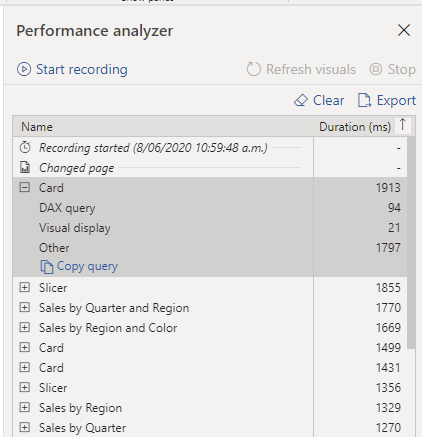 Performance analyzer
Start recording Refresh visuals Stop
Clear Export
Name Duration (ms)
Recording started (8/06/2020 10:59:48 a.m.) -
Changed page -
Card 1913
DAX query 94
Visual display 21
Other 1797
Copy query
Slicer 1855
Sales by Quarter and Region 1770
Sales by Region and Color 1669
Card 1499
Card 1431
Slicer 1356
Sales by Region 1329
Sales by Quarter 1270